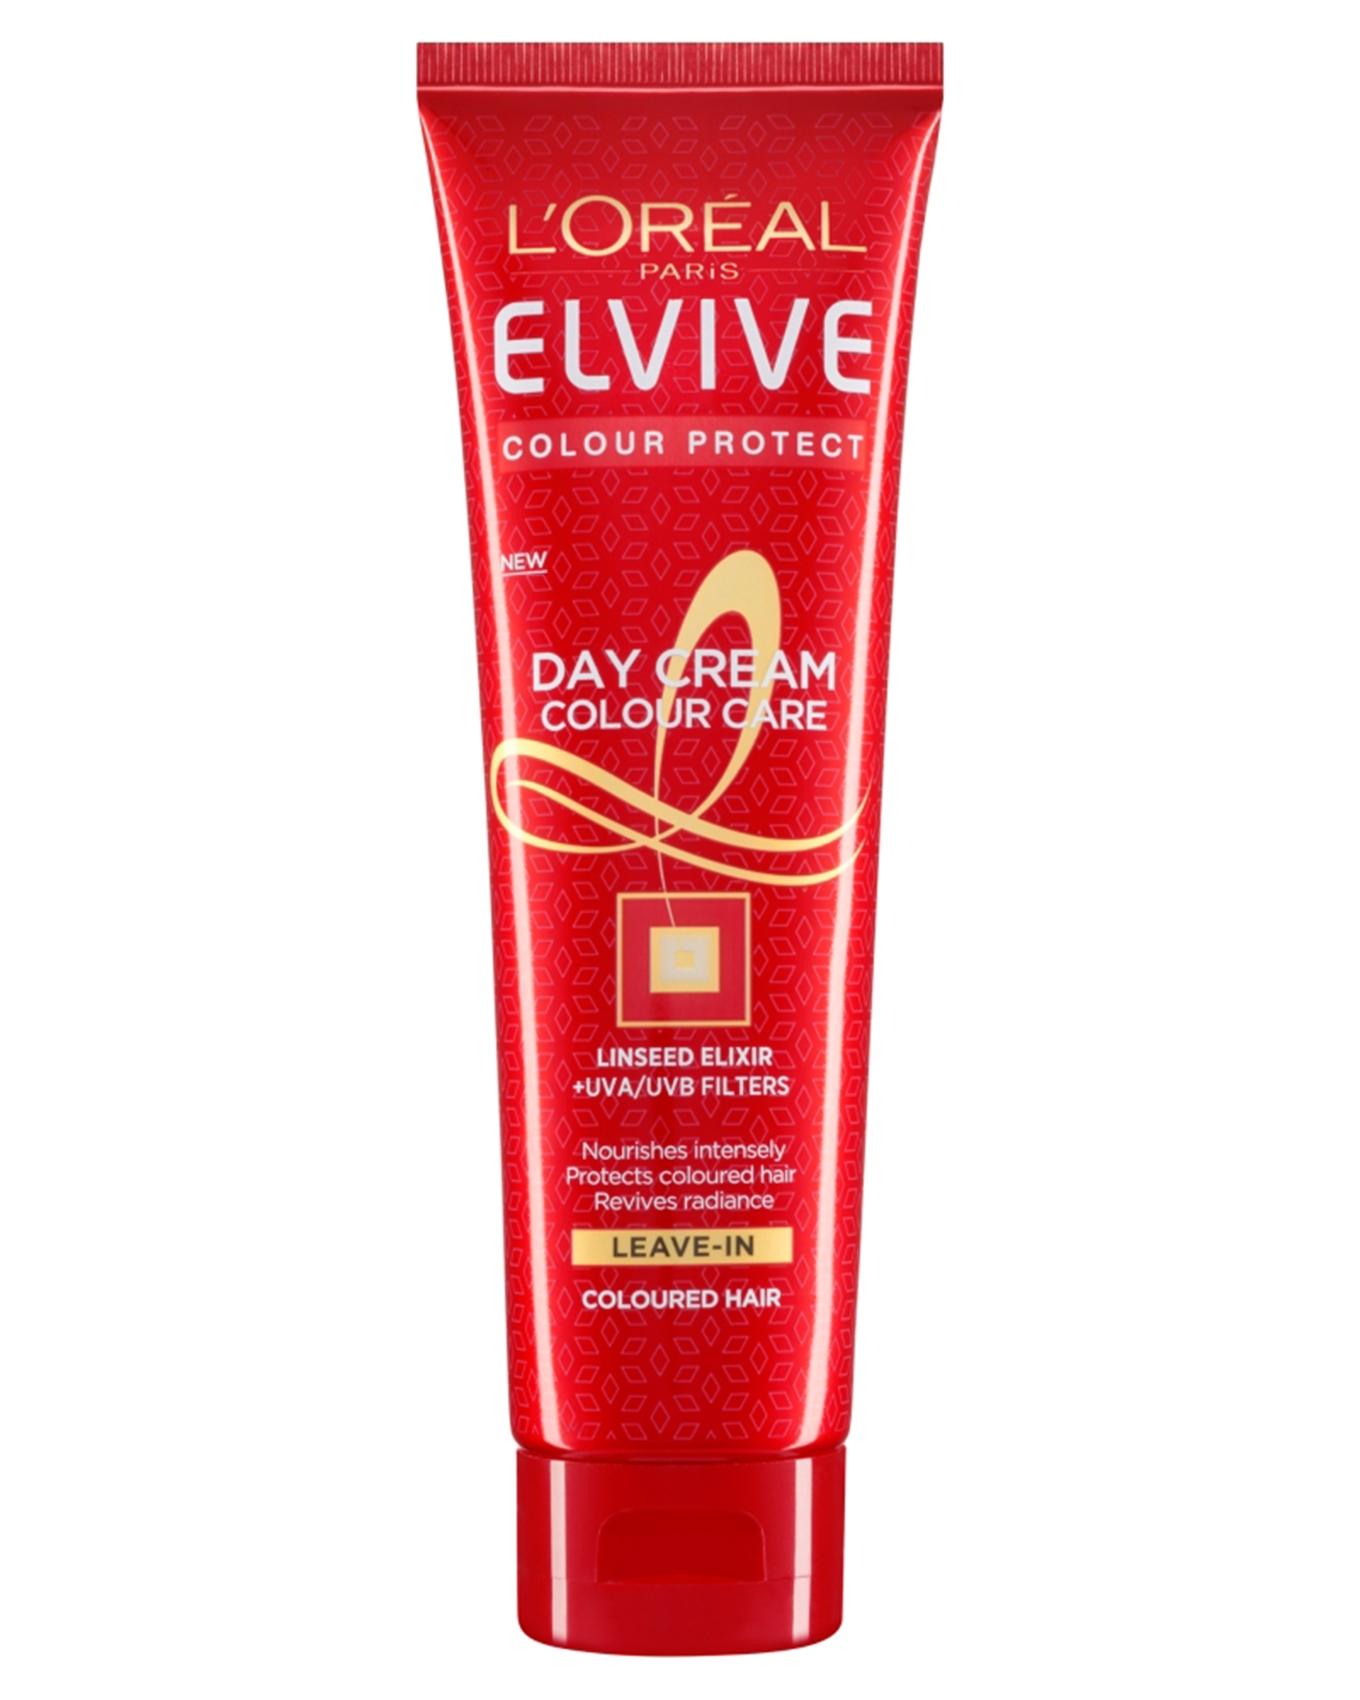 L'ORÉAL
PARiS
ELVIVE
COLOUR PROTECT
NEW
DAY CREAM
COLOUR CARE
LINSEED ELIXIR
+UVA/UVB FILTERS
Nourishes intensely
Protects coloured hair
Revives radiance
LEAVE-IN
COLOURED HAIR